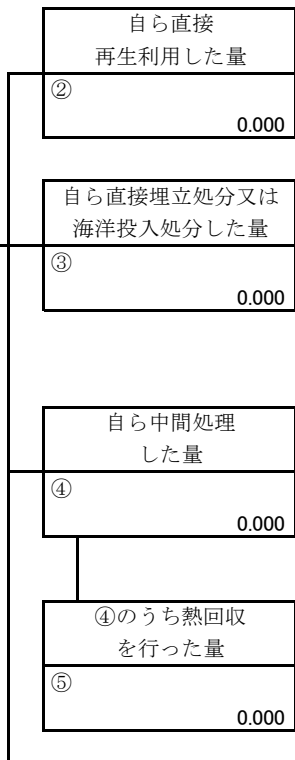 自ら直接
再生利用した量
②
0.000
自ら直接埋立処分又は
海洋投入処分した量
③
0.000
自ら中間処理
した量
④
0.000
④のうち熱回収
を行った量
⑤
0.000